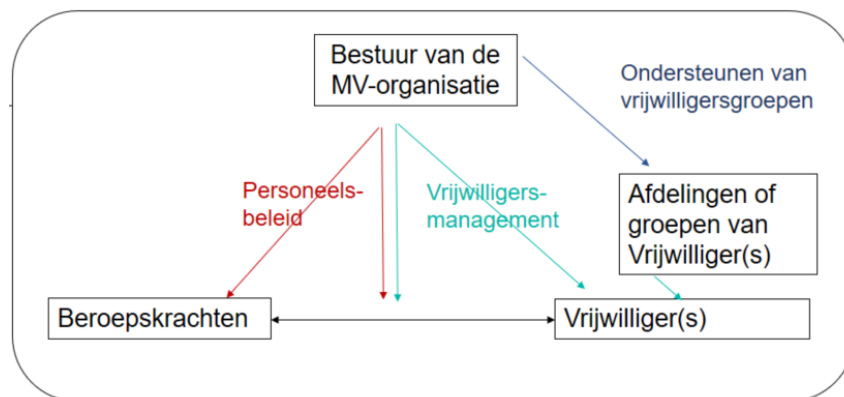 Bestuur van de
MV-organisatie
Ondersteunen van
vrijwilligersgroepen
Personeels-
beleid
Vrijwilligers-
management
Afdelingen of
groepen van
Vrijwilliger(s)
Beroepskrachten
Vrijwilliger(s)